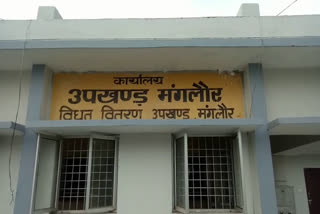 कार्यालय
उपखण्ड़ मंगलौर
विधुत वितरण उपखण्ड मंगलौर